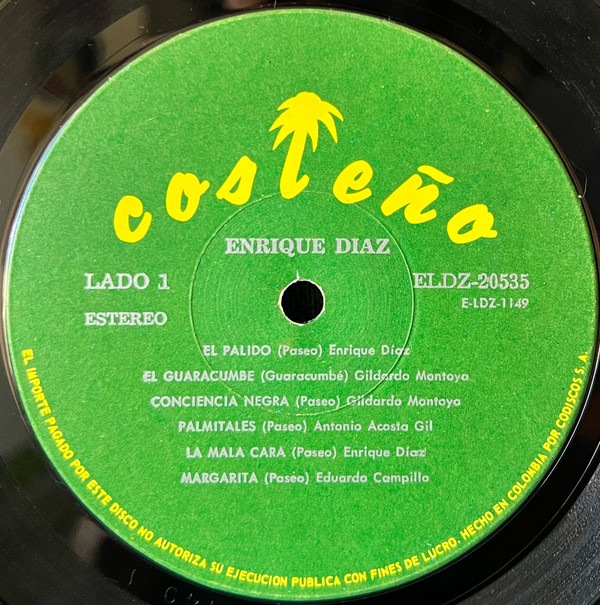 costeño
ENRIQUE DIAZ
LADO 1
ELDZ-20535
E-LDZ-1149
ESTEREO
EL PALIDO (Paseo) Enrique Díaz
EL GUARACUMBE (Guaracumbé) Gildardo Montoya
CONCIENCIA NEGRA (Paseo) Gildardo Montoya
PALMITALES (Paseo) Antonio Acosta Gil
LA MALA CARA (Paseo) Enrique Díaz
MARGARITA (Paseo) Eduardo Campillo
EL IMPORTE PAGADO POR ESTE DISCO NO AUTORIZA SU EJECUCION PUBLICA CON FINES DE LUCRO. HECHO EN COLOMBIA POR CODISCOS S. A.